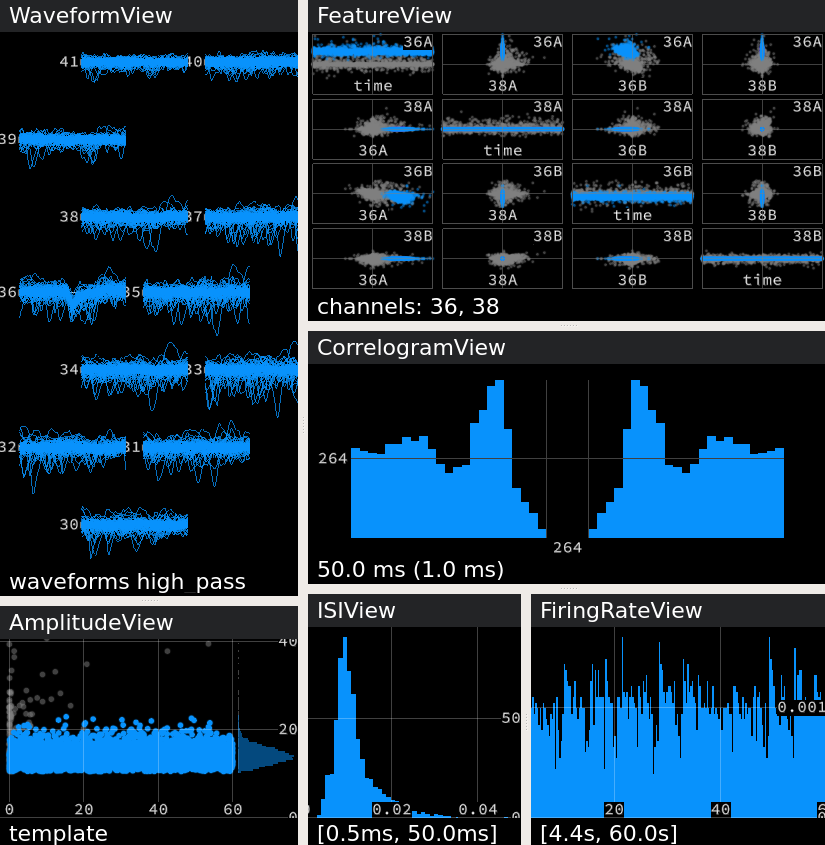 WaveformView
41 40
39
38 37
36 35
34 33
32 31
30
waveforms high_pass
FeatureView
36A 36A 36A 36A
time 38A 36B 38B
38A 38A 38A 38A
36A time 36B 38B
36B 36B 36B 36B
36A 38A time 38B
38B 38B 38B 38B
36A 38A 36B time
channels: 36, 38
CorrelogramView
264
264
50.0 ms (1.0 ms)
AmplitudeView
40
20
0 20 40 60 0
template
ISIView
50
0.02 0.04 0
[0.5ms, 50.0ms]
FiringRateView
0.001
20 40
[4.4s, 60.0s]